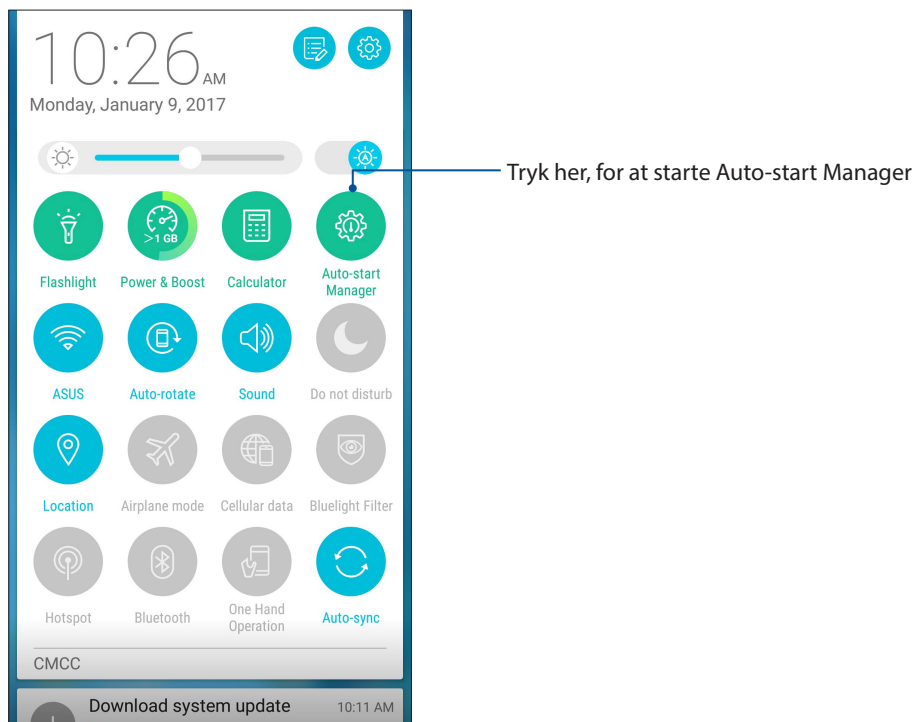 10:26 AM
Monday, January 9, 2017
A
Tryk her, for at starte Auto-start Manager
>1 GB
Flashlight
Power & Boost
Calculator
Auto-start
Manager
ASUS
Auto-rotate
Sound
Do not disturb
Location
Airplane mode
Cellular data
Bluelight Filter
Hotspot
Bluetooth
One Hand
Operation
Auto-sync
CMCC
Download system update 10:11 AM